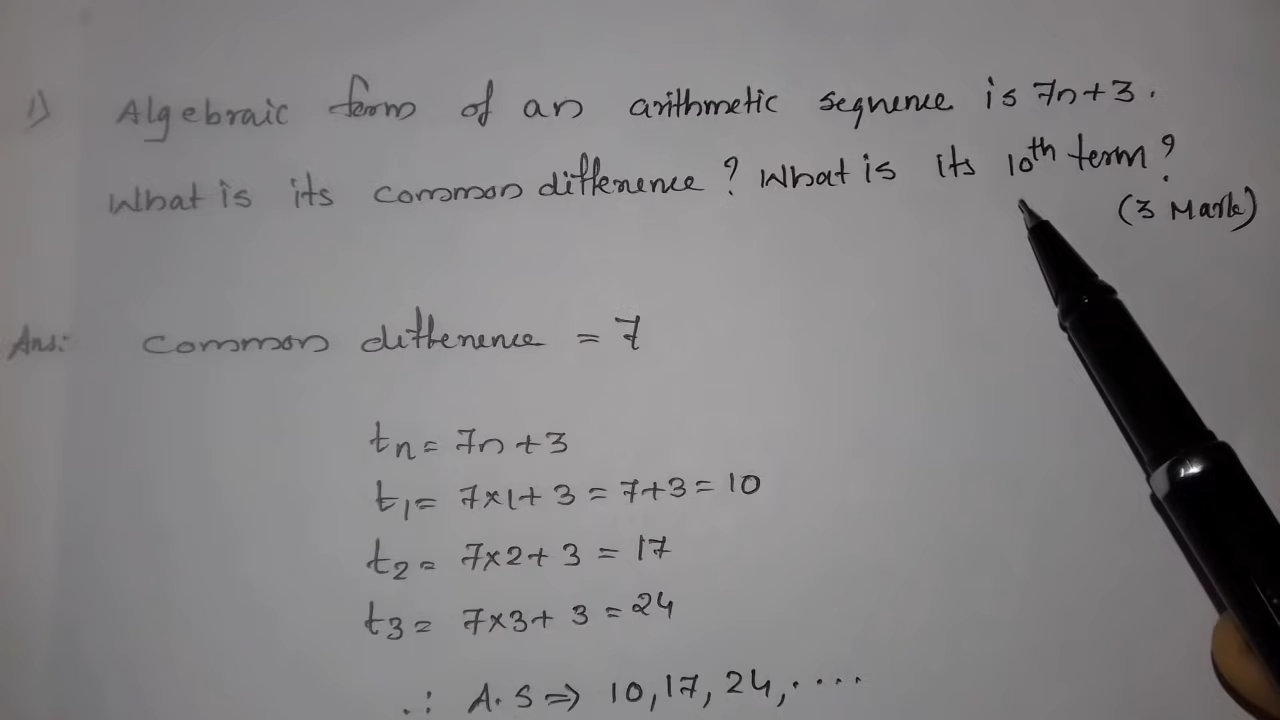 1) Algebraic form of an arithmetic sequence is 7n+3.
What is its common difference? What is its 10th term?
(3 Mark)
Ans: Common difference = 7
tn = 7n+3
t1 = 7×1+3 = 7+3 = 10
t2 = 7×2+3 = 17
t3 = 7×3+3 = 24
∴ A.S ⇒ 10, 17, 24, ....